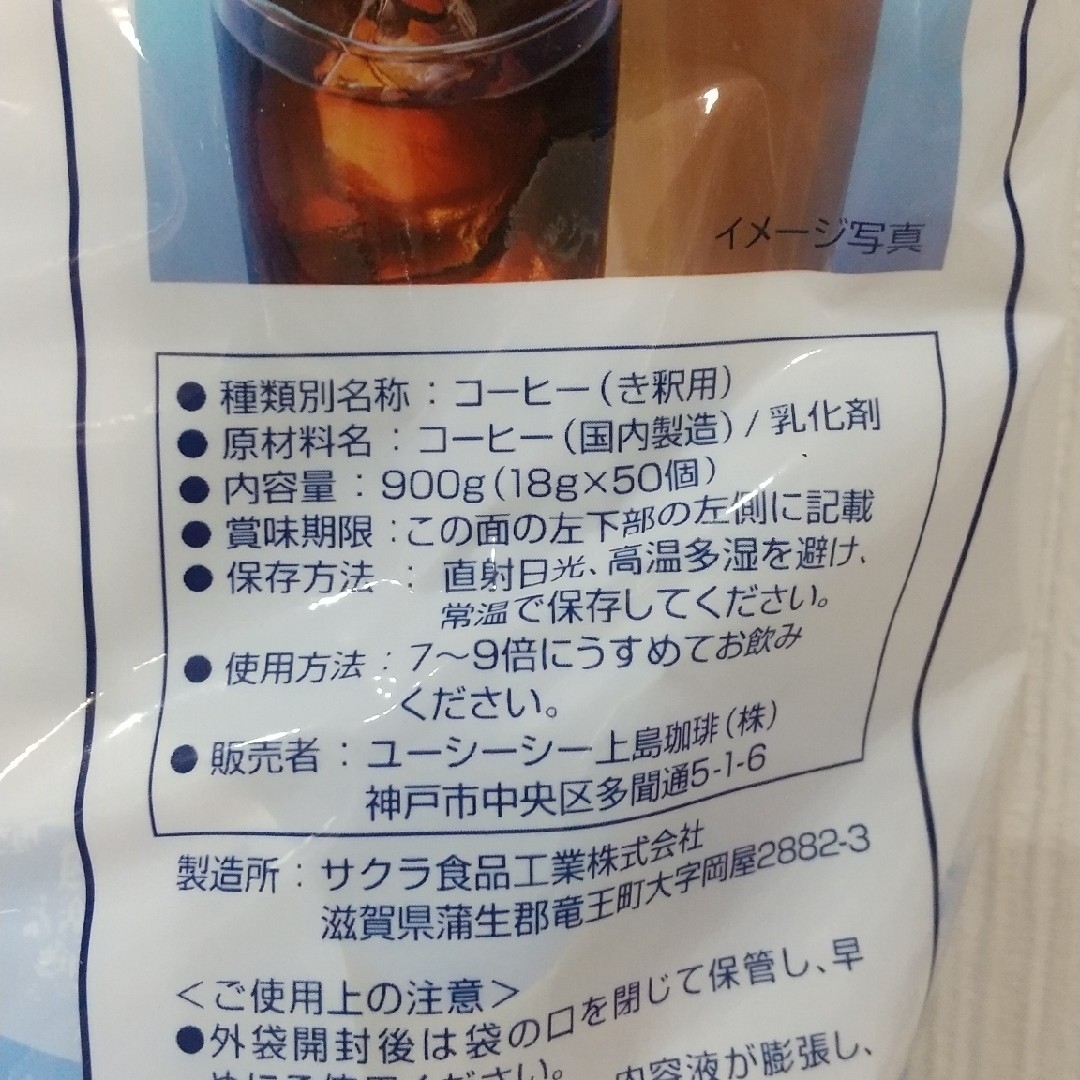 イメージ写真
●種類別名称：コーヒー(き釈用)
●原材料名：コーヒー(国内製造)/乳化剤
●内容量：900g(18g×50個)
●賞味期限：この面の左下部の左側に記載
●保存方法：直射日光、高温多湿を避け、
常温で保存してください。
●使用方法：7〜9倍にうすめてお飲み
ください。
●販売者：ユーシーシー上島珈琲(株)
神戸市中央区多聞通5-1-6
製造所：サクラ食品工業株式会社
滋賀県蒲生郡竜王町大字岡屋2882-3
＜ご使用上の注意＞
●外袋開封後は袋の口を閉じて保管し、早
ください。
内容液が膨張し、